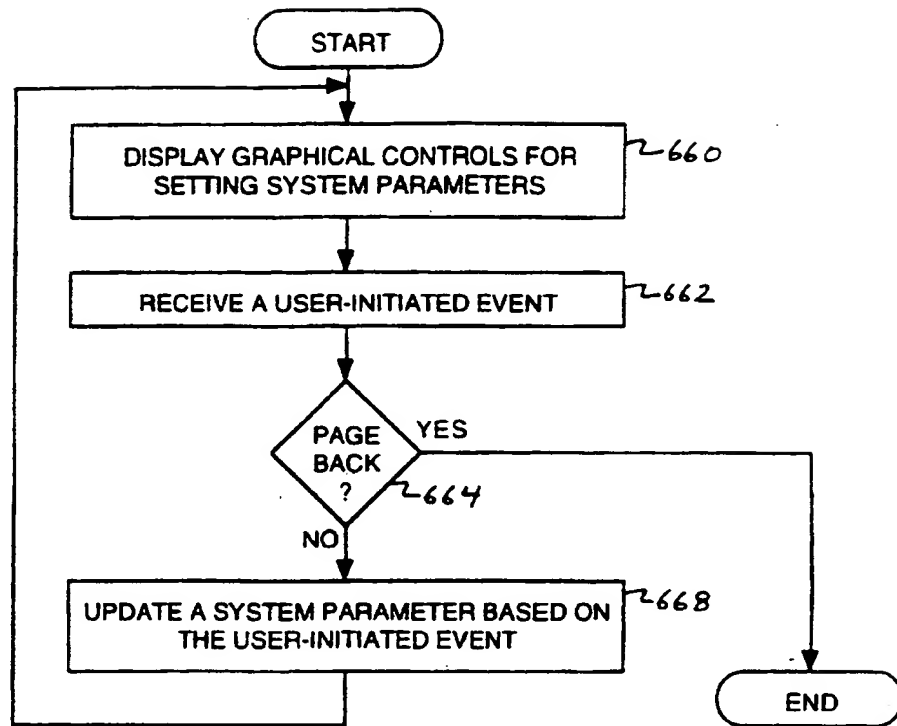 START
DISPLAY GRAPHICAL CONTROLS FOR
SETTING SYSTEM PARAMETERS
660
RECEIVE A USER-INITIATED EVENT
662
PAGE
BACK
?
YES
664
NO
UPDATE A SYSTEM PARAMETER BASED ON
THE USER-INITIATED EVENT
668
END